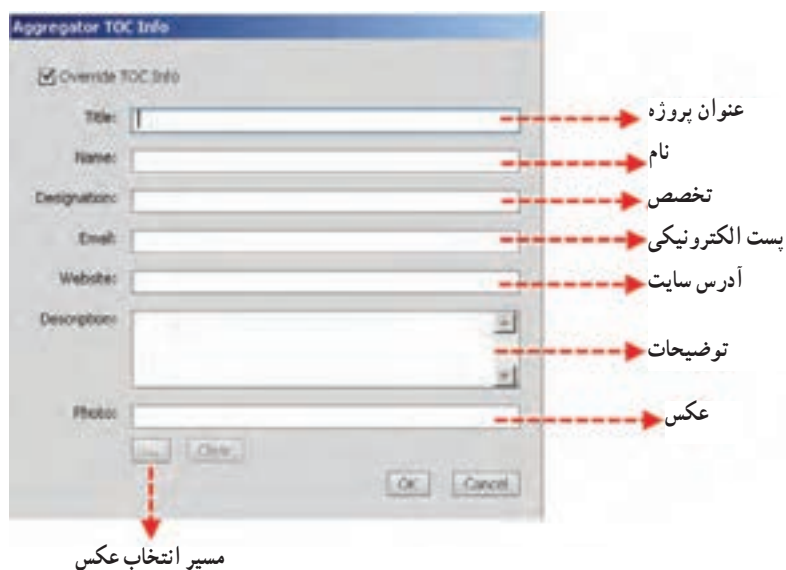 Aggregator TOC Info
Override TOC Info
Title: عنوان پروژه
Name: نام
Designation: تخصص
Email: پست الکترونیکی
Website: آدرس سایت
Description: توضیحات
Photo: عکس
... Clear
OK Cancel
مسیر انتخاب عکس